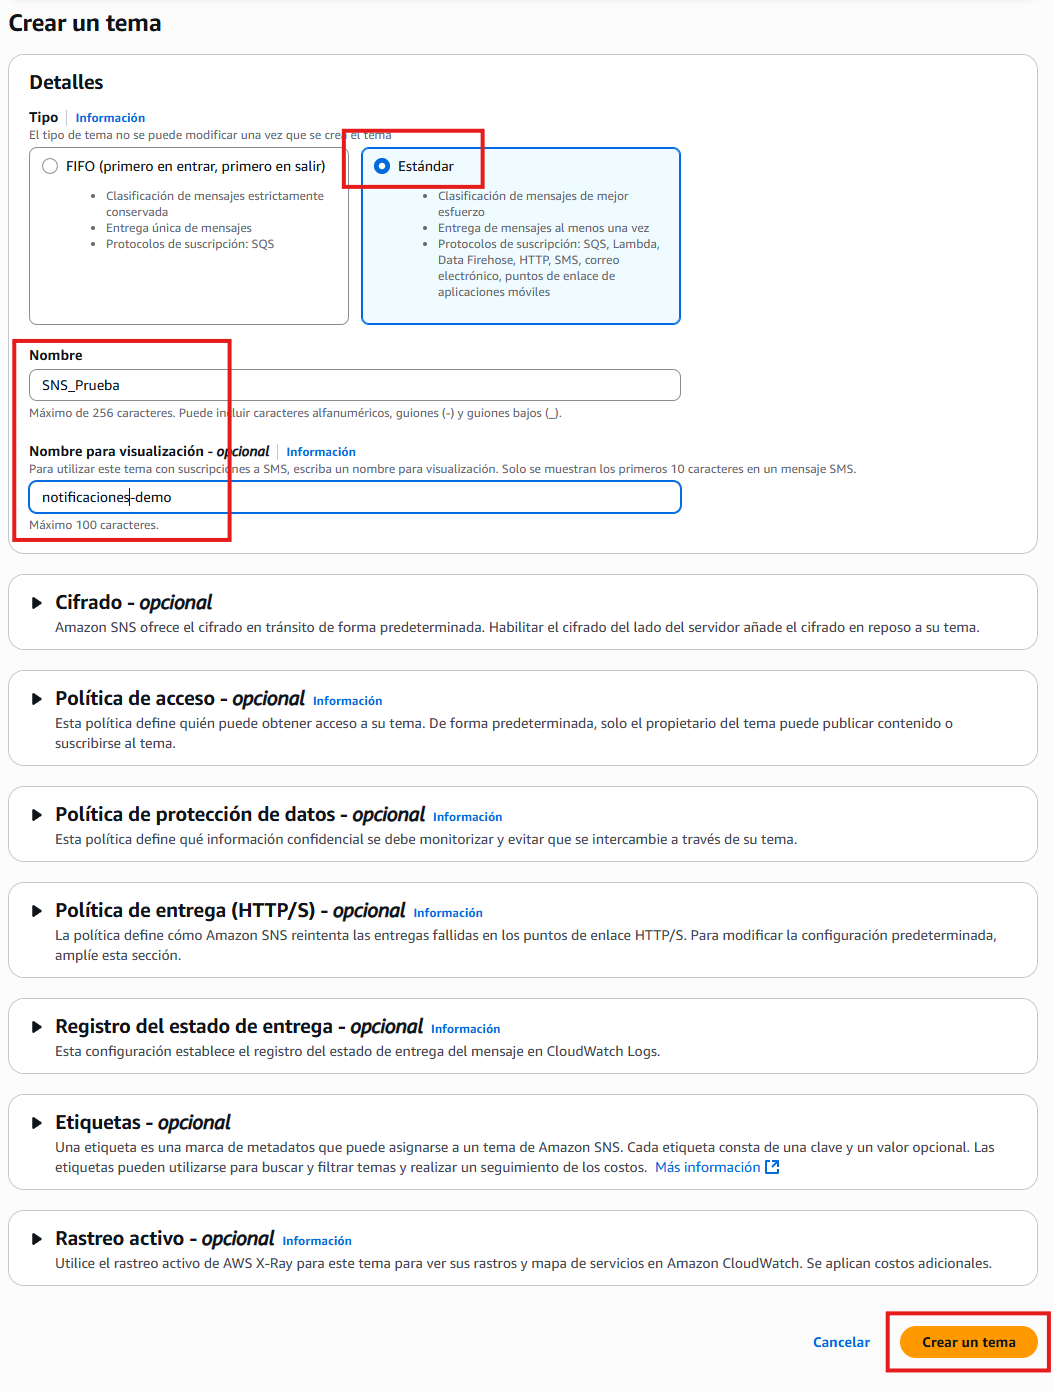 Crear un tema
Detalles
Tipo Información
El tipo de tema no se puede modificar una vez que se crea el tema
FIFO (primero en entrar, primero en salir)
Clasificación de mensajes estrictamente
conservada
Entrega única de mensajes
Protocolos de suscripción: SQS
Estándar
Clasificación de mensajes de mejor
esfuerzo
Entrega de mensajes al menos una vez
Protocolos de suscripción: SQS, Lambda,
Data Firehose, HTTP, SMS, correo
electrónico, puntos de enlace de
aplicaciones móviles
Nombre
SNS_Prueba
Máximo de 256 caracteres. Puede incluir caracteres alfanuméricos, guiones (-) y guiones bajos (_).
Nombre para visualización - opcional Información
Para utilizar este tema con suscripciones a SMS, escriba un nombre para visualización. Solo se muestran los primeros 10 caracteres en un mensaje SMS.
notificaciones-demo
Máximo 100 caracteres.
Cifrado - opcional
Amazon SNS ofrece el cifrado en tránsito de forma predeterminada. Habilitar el cifrado del lado del servidor añade el cifrado en reposo a su tema.
Política de acceso - opcional Información
Esta política define quién puede obtener acceso a su tema. De forma predeterminada, solo el propietario del tema puede publicar contenido o
suscribirse al tema.
Política de protección de datos - opcional Información
Esta política define qué información confidencial se debe monitorizar y evitar que se intercambie a través de su tema.
Política de entrega (HTTP/S) - opcional Información
La política define cómo Amazon SNS reintenta las entregas fallidas en los puntos de enlace HTTP/S. Para modificar la configuración predeterminada,
amplíe esta sección.
Registro del estado de entrega - opcional Información
Esta configuración establece el registro del estado de entrega del mensaje en CloudWatch Logs.
Etiquetas - opcional
Una etiqueta es una marca de metadatos que puede asignarse a un tema de Amazon SNS. Cada etiqueta consta de una clave y un valor opcional. Las
etiquetas pueden utilizarse para buscar y filtrar temas y realizar un seguimiento de los costos. Más información
Rastreo activo - opcional Información
Utilice el rastreo activo de AWS X-Ray para este tema para ver sus rastros y mapa de servicios en Amazon CloudWatch. Se aplican costos adicionales.
Cancelar Crear un tema